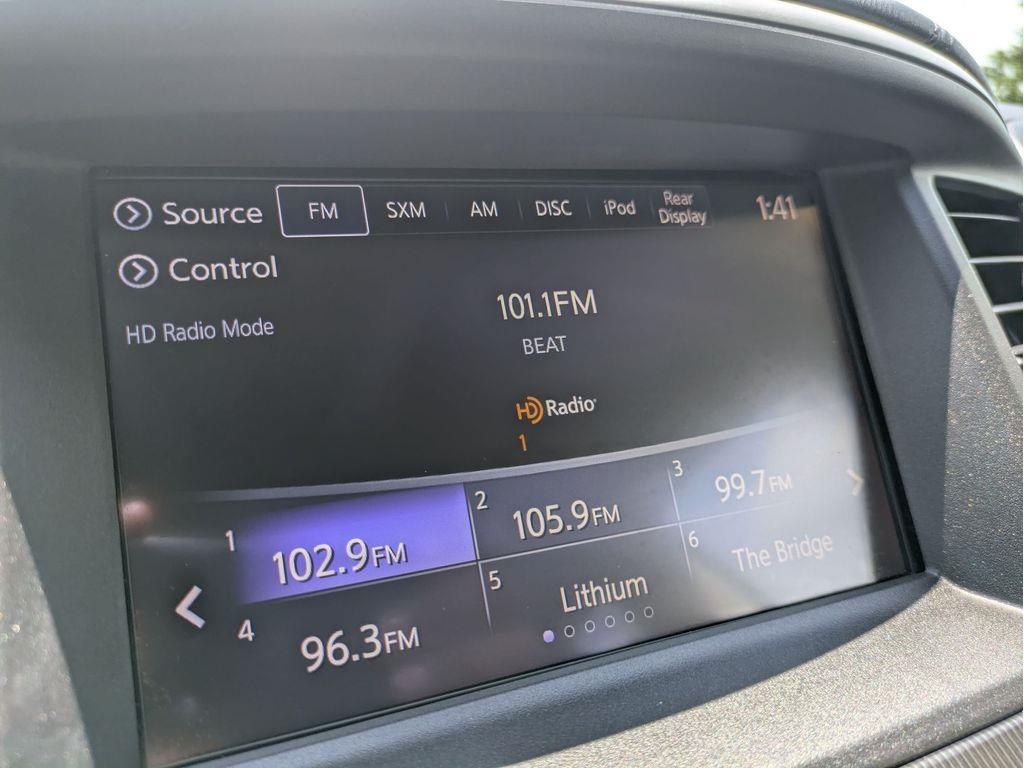 Source FM SXM AM DISC iPod Rear Display 1:41
Control
101.1FM
HD Radio Mode
BEAT
HD Radio
1
1 102.9FM 2 105.9FM 3 99.7FM
4 96.3FM 5 Lithium 6 The Bridge